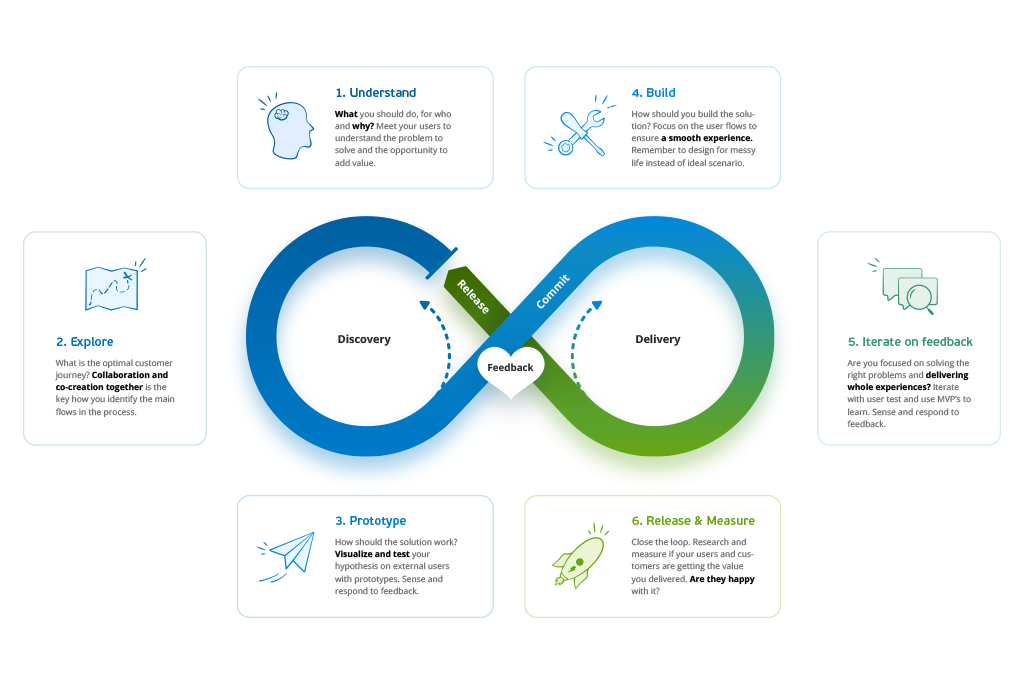 1. Understand
What you should do, for who
and why? Meet your users to
understand the problem to
solve and the opportunity to
add value.
4. Build
How should you build the solu-
tion? Focus on the user flows to
ensure a smooth experience.
Remember to design for messy
life instead of ideal scenario.
2. Explore
What is the optimal customer
journey? Collaboration and
co-creation together is the
key how you identify the main
flows in the process.
Discovery
Release
Commit
Feedback
Delivery
5. Iterate on feedback
Are you focused on solving the
right problems and delivering
whole experiences? Iterate
with user test and use MVP's to
learn. Sense and respond to
feedback.
3. Prototype
How should the solution work?
Visualize and test your
hypothesis on external users
with prototypes. Sense and
respond to feedback.
6. Release & Measure
Close the loop. Research and
measure if your users and cus-
tomers are getting the value
you delivered. Are they happy
with it?